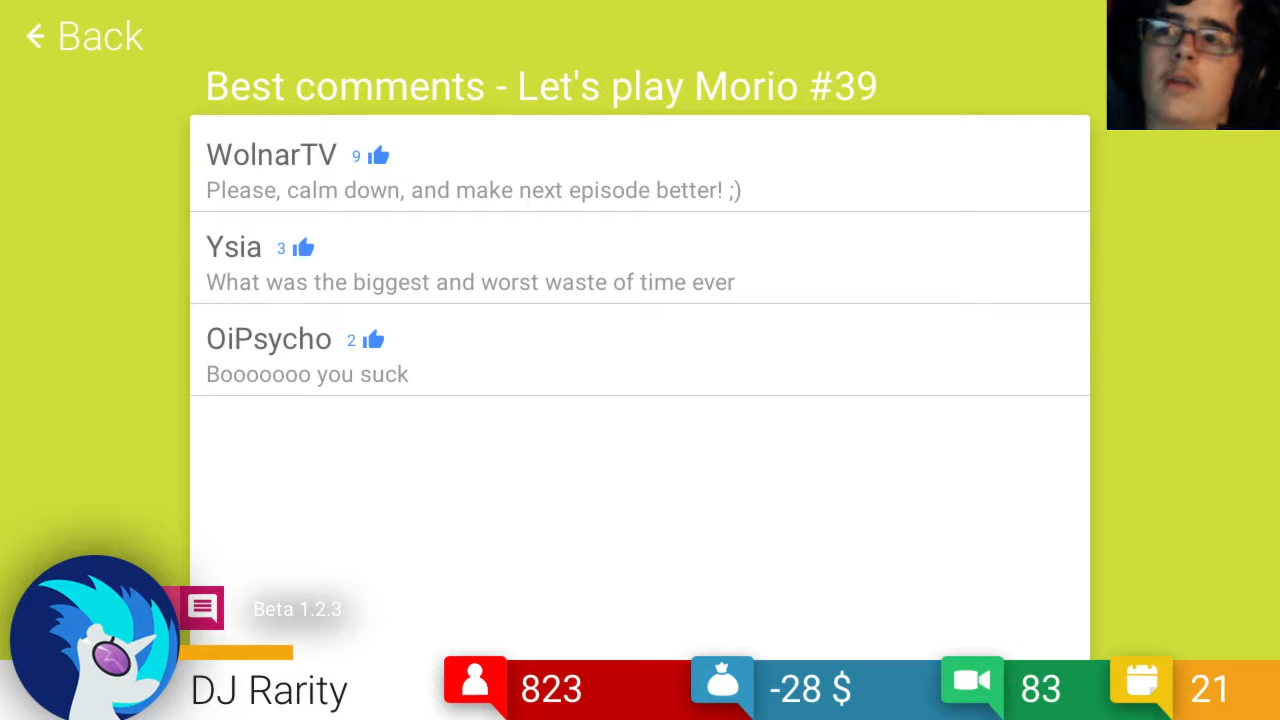 Back
Best comments - Let's play Morio #39
WolnarTV 9
Please, calm down, and make next episode better! ;)
Ysia 3
What was the biggest and worst waste of time ever
OiPsycho 2
Booooooo you suck
Beta 1.2.3
DJ Rarity 823 -28 $ 83 21